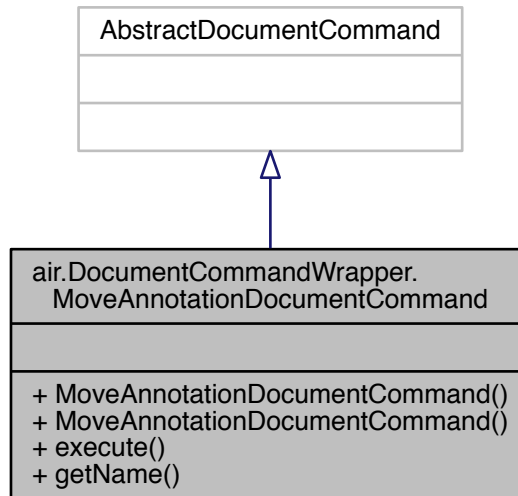 AbstractDocumentCommand
air.DocumentCommandWrapper.
MoveAnnotationDocumentCommand
+ MoveAnnotationDocumentCommand()
+ MoveAnnotationDocumentCommand()
+ execute()
+ getName()